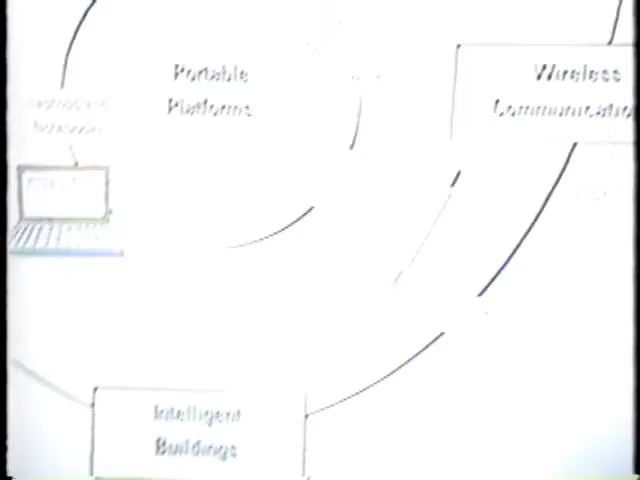 Portable
Platforms
Wireless
Communicatio
Intelligent
Buildings